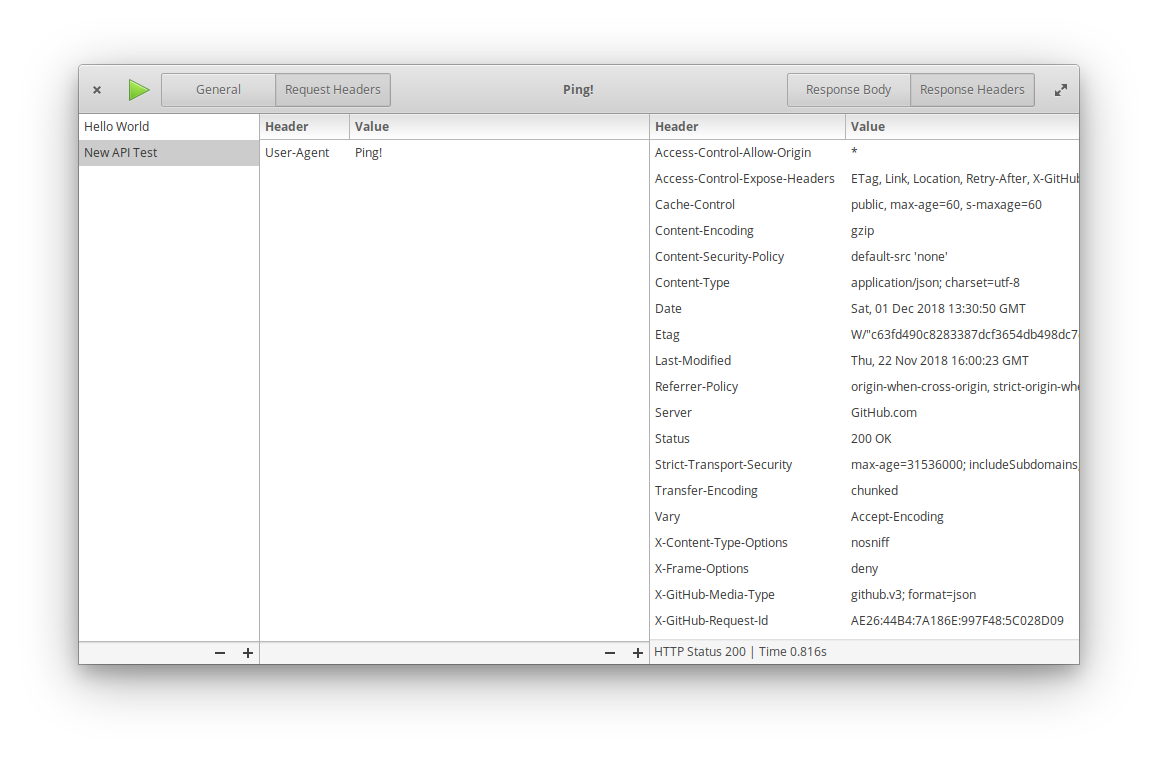 General Request Headers Ping! Response Body Response Headers
Hello World
New API Test
Header Value
User-Agent Ping!
Header Value
Access-Control-Allow-Origin *
Access-Control-Expose-Headers ETag, Link, Location, Retry-After, X-GitHub
Cache-Control public, max-age=60, s-maxage=60
Content-Encoding gzip
Content-Security-Policy default-src 'none'
Content-Type application/json; charset=utf-8
Date Sat, 01 Dec 2018 13:30:50 GMT
Etag W/"c63fd490c8283387dcf3654db498dc7
Last-Modified Thu, 22 Nov 2018 16:00:23 GMT
Referrer-Policy origin-when-cross-origin, strict-origin-whe
Server GitHub.com
Status 200 OK
Strict-Transport-Security max-age=31536000; includeSubdomains;
Transfer-Encoding chunked
Vary Accept-Encoding
X-Content-Type-Options nosniff
X-Frame-Options deny
X-GitHub-Media-Type github.v3; format=json
X-GitHub-Request-Id AE26:44B4:7A186E:997F48:5C028D09
HTTP Status 200 | Time 0.816s